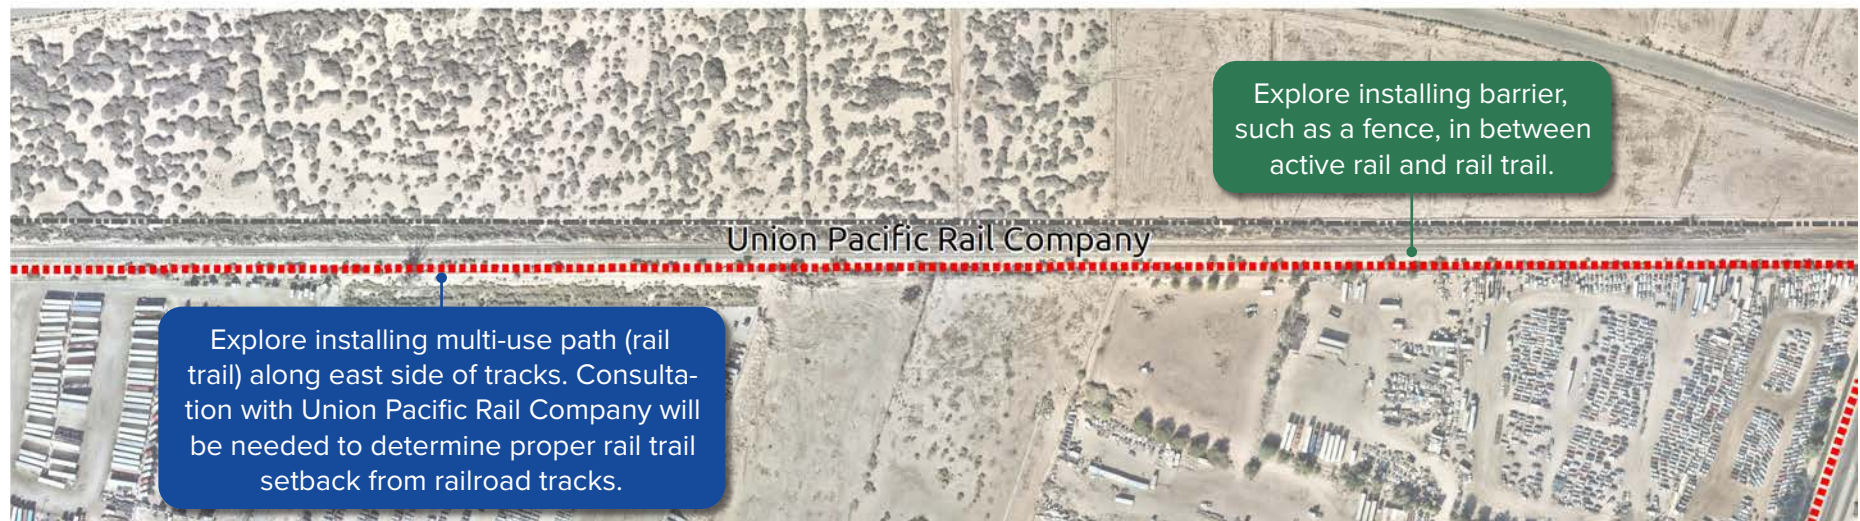 Explore installing barrier,
such as a fence, in between
active rail and rail trail.
Union Pacific Rail Company
Explore installing multi-use path (rail
trail) along east side of tracks. Consulta-
tion with Union Pacific Rail Company will
be needed to determine proper rail trail
setback from railroad tracks.